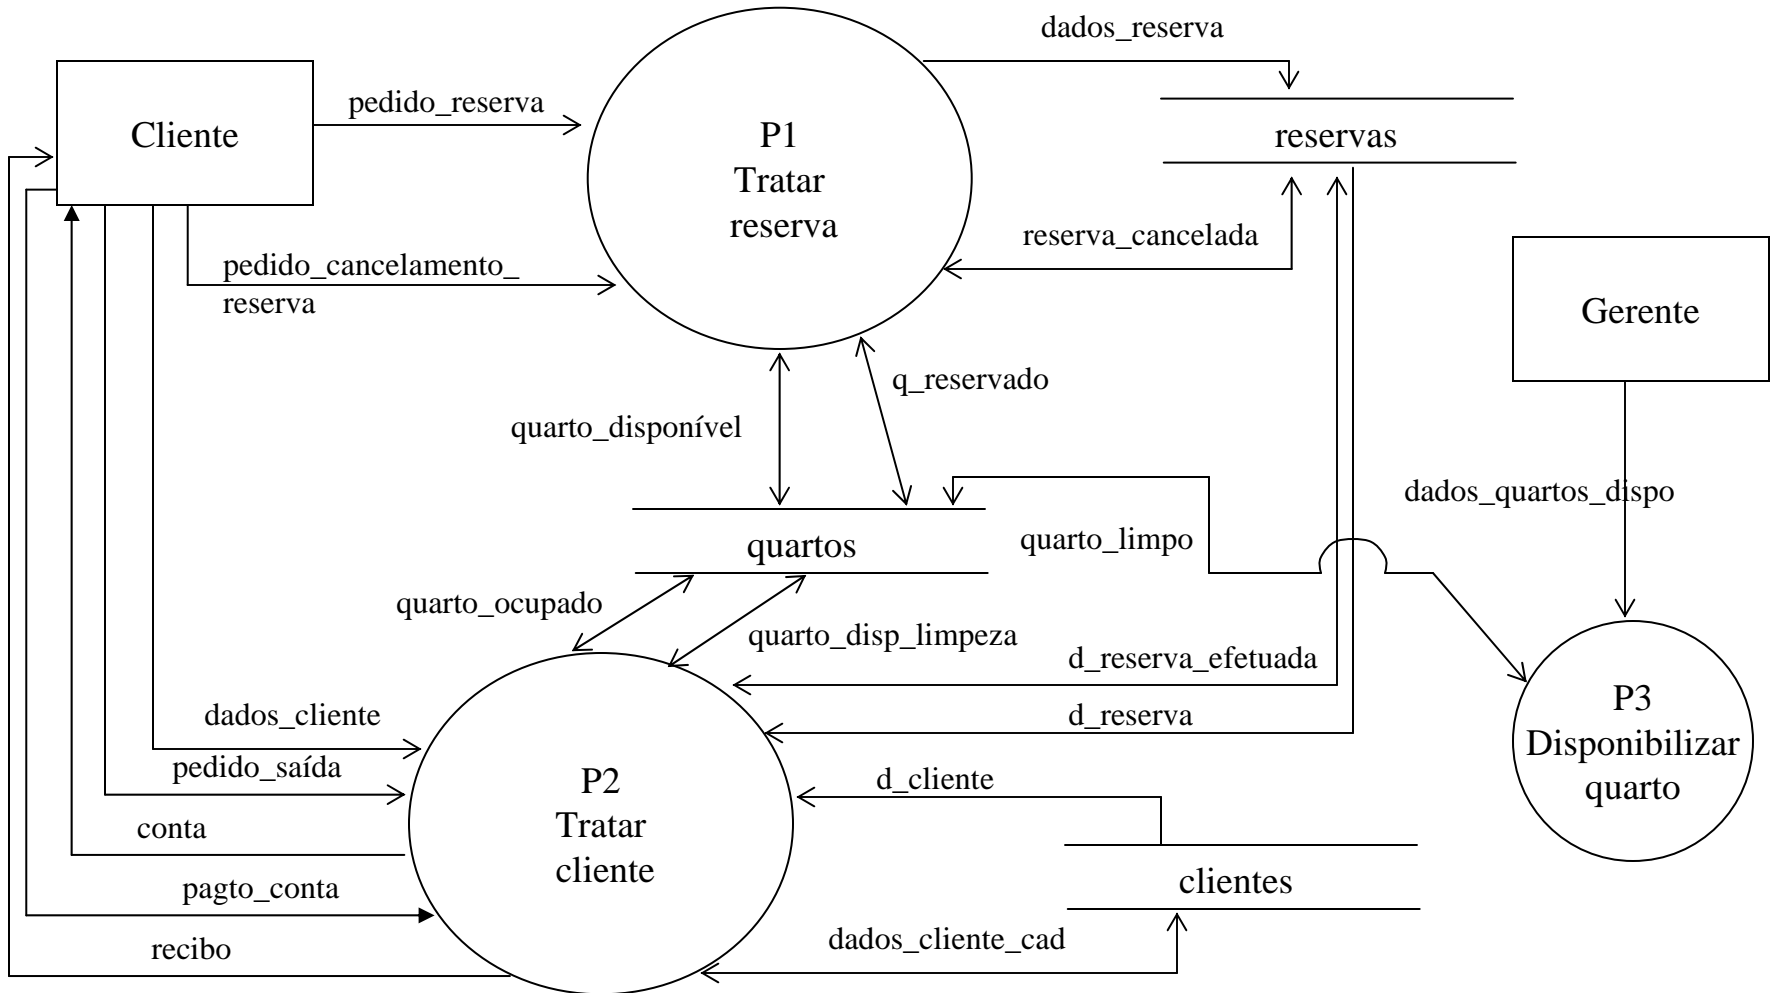 dados_reserva
pedido_reserva
Cliente
P1
Tratar
reserva
reservas
reserva_cancelada
pedido_cancelamento_
reserva
Gerente
q_reservado
quarto_disponível
dados_quartos_dispo
quartos
quarto_limpo
quarto_ocupado
quarto_disp_limpeza
d_reserva_efetuada
P3
Disponibilizar
quarto
dados_cliente
d_reserva
pedido_saída
P2
Tratar
cliente
d_cliente
conta
clientes
pagto_conta
dados_cliente_cad
recibo